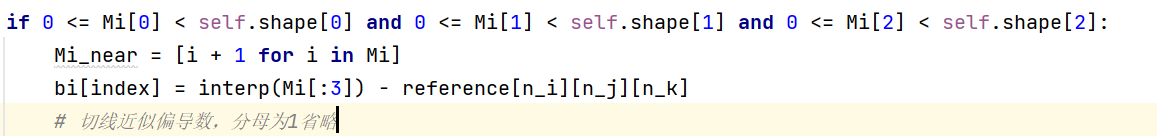 if 0 <= Mi[0] < self.shape[0] and 0 <= Mi[1] < self.shape[1] and 0 <= Mi[2] < self.shape[2]:
    Mi_near = [i + 1 for i in Mi]
    bi[index] = interp(Mi[:3]) - reference[n_i][n_j][n_k]
    # 切线近似偏导数，分母为1省略